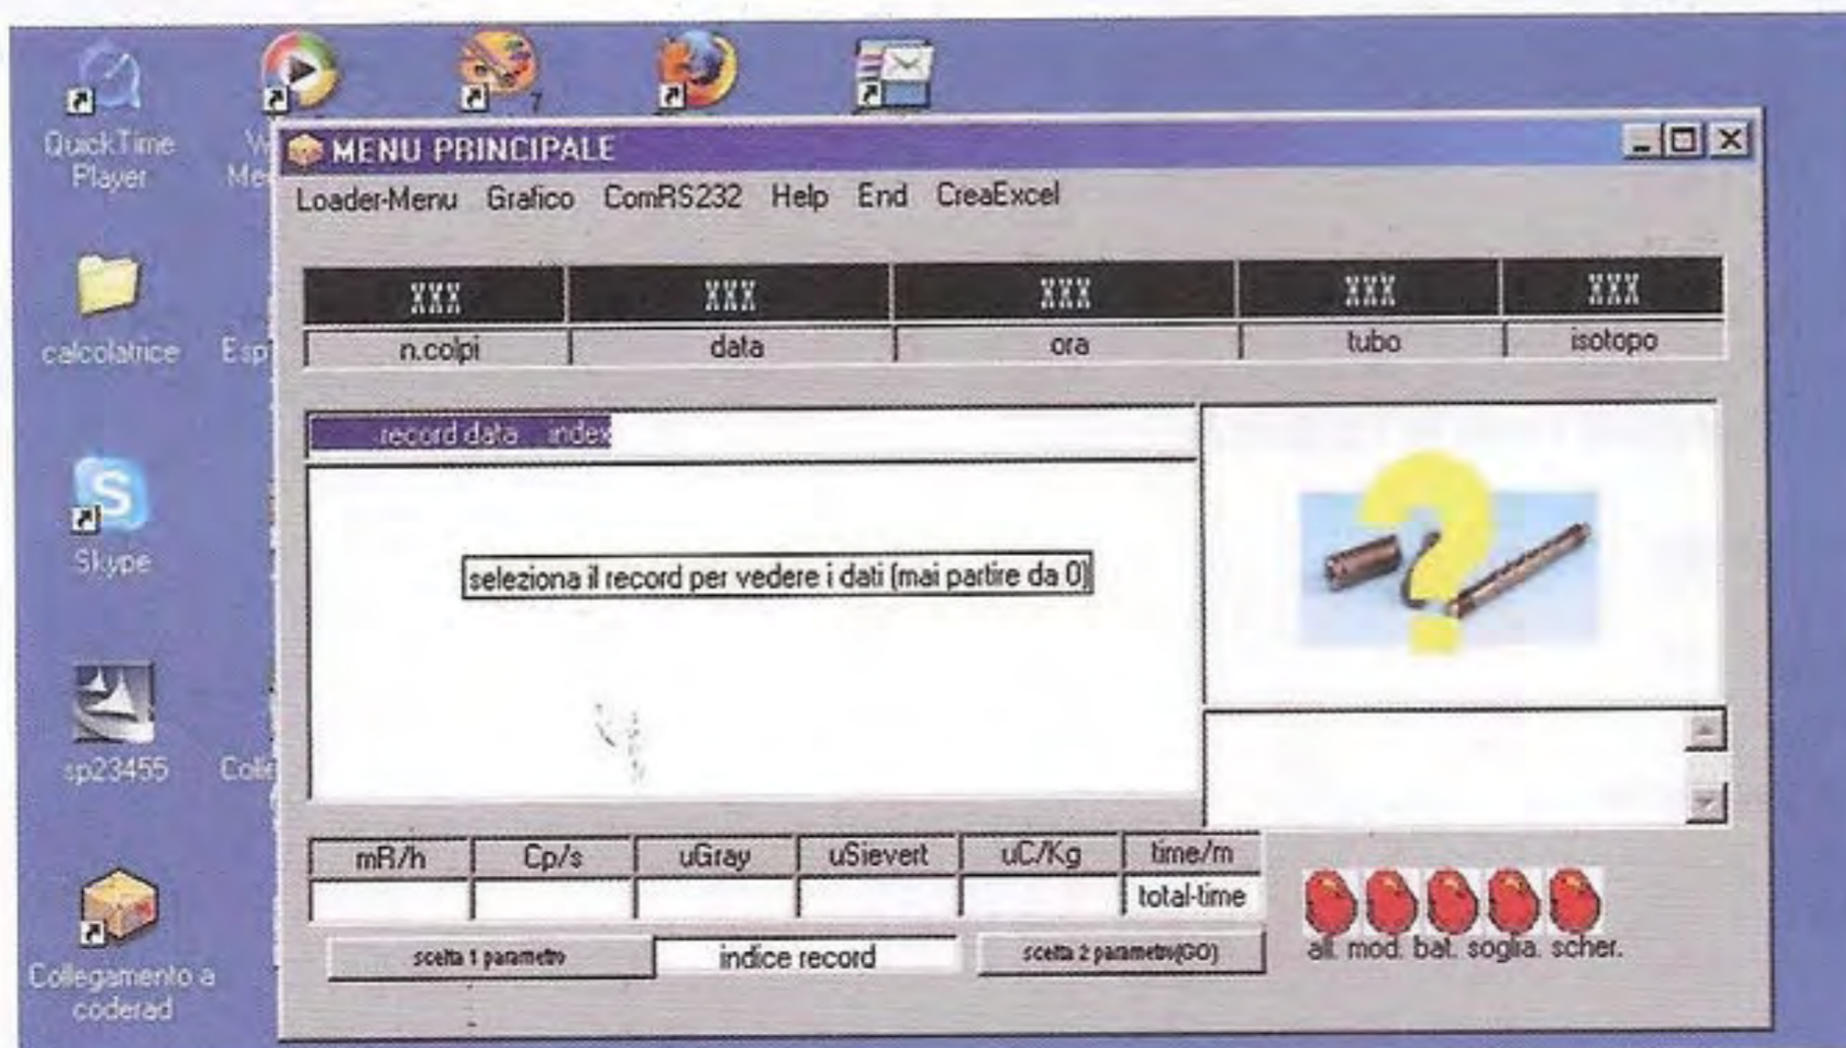 QuickTime
Player
7
MENU PRINCIPALE
Loader-Menu Grafico ComRS232 Help End CreaExcel
XXX XXX XXX XXX XXX
n.colpi data ora tubo isotopo
calcolatrice
Esp
record data index
seleziona il record per vedere i dati (mai partire da 0)
Skype
sp23455
mR/h Cp/s uGray uSievert uC/Kg time/m
total-time
scelta 1 parametro indice record scelta 2 parametro(GO)
all. mod. bat. soglia. scher.
Collegamento a
coderad